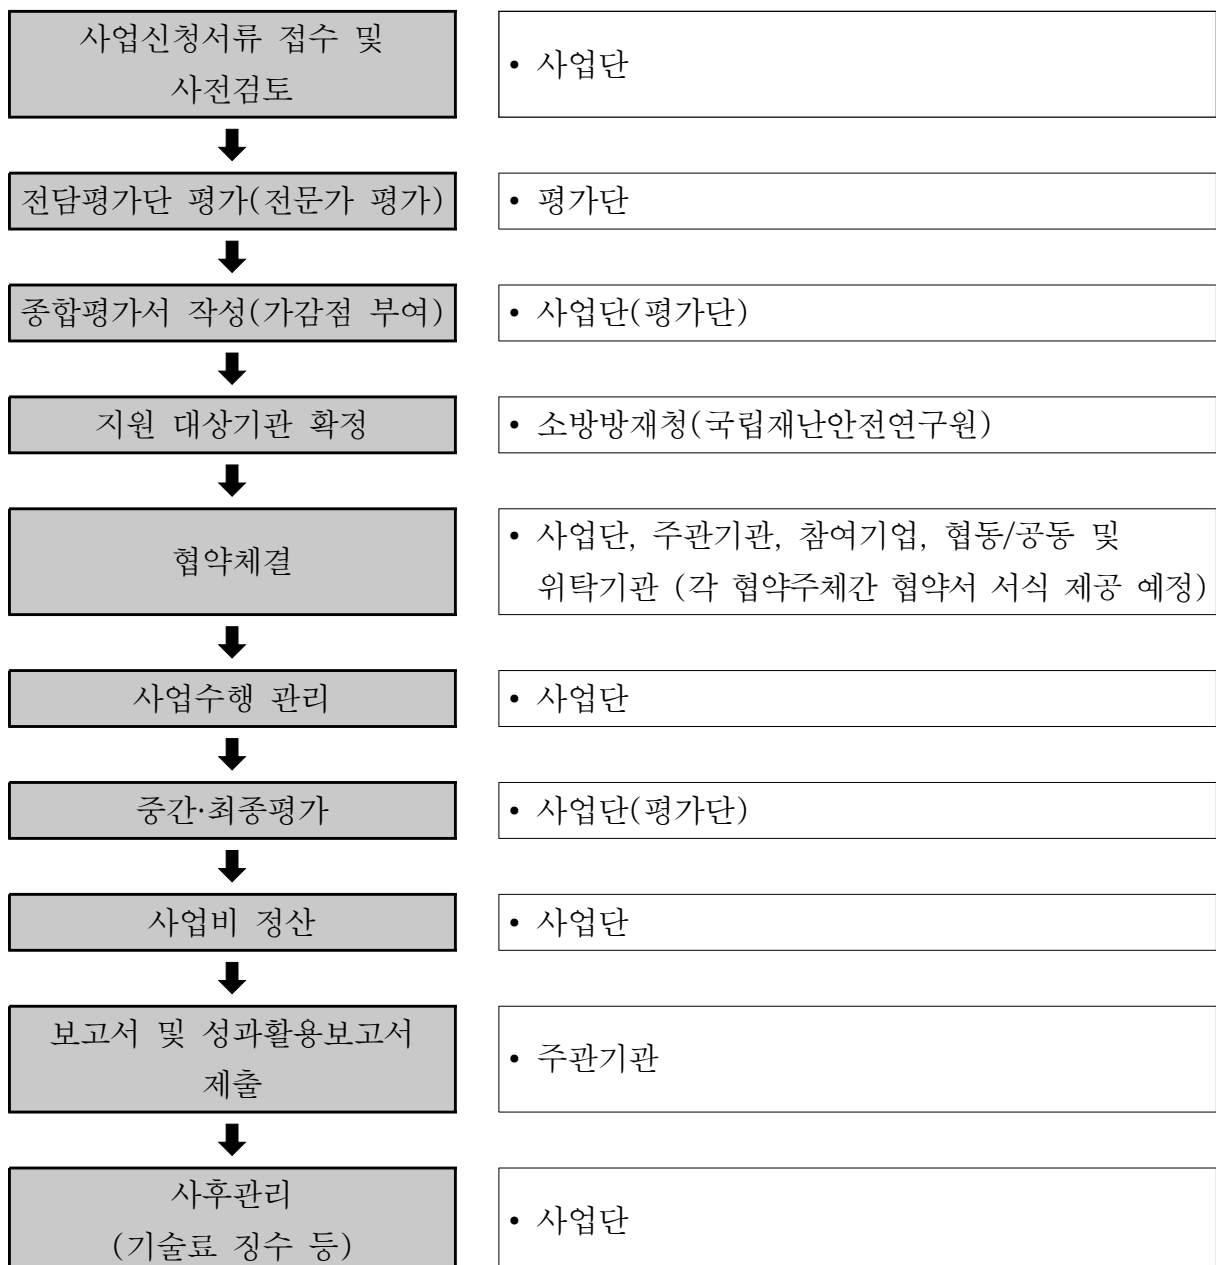 사업신청서류 접수 및
사전검토
• 사업단
전담평가단 평가(전문가 평가)
• 평가단
종합평가서 작성(가감점 부여)
• 사업단(평가단)
지원 대상기관 확정
• 소방방재청(국립재난안전연구원)
협약체결
• 사업단, 주관기관, 참여기업, 협동/공동 및
위탁기관 (각 협약주체간 협약서 서식 제공 예정)
사업수행 관리
• 사업단
중간·최종평가
• 사업단(평가단)
사업비 정산
• 사업단
보고서 및 성과활용보고서
제출
• 주관기관
사후관리
(기술료 징수 등)
• 사업단